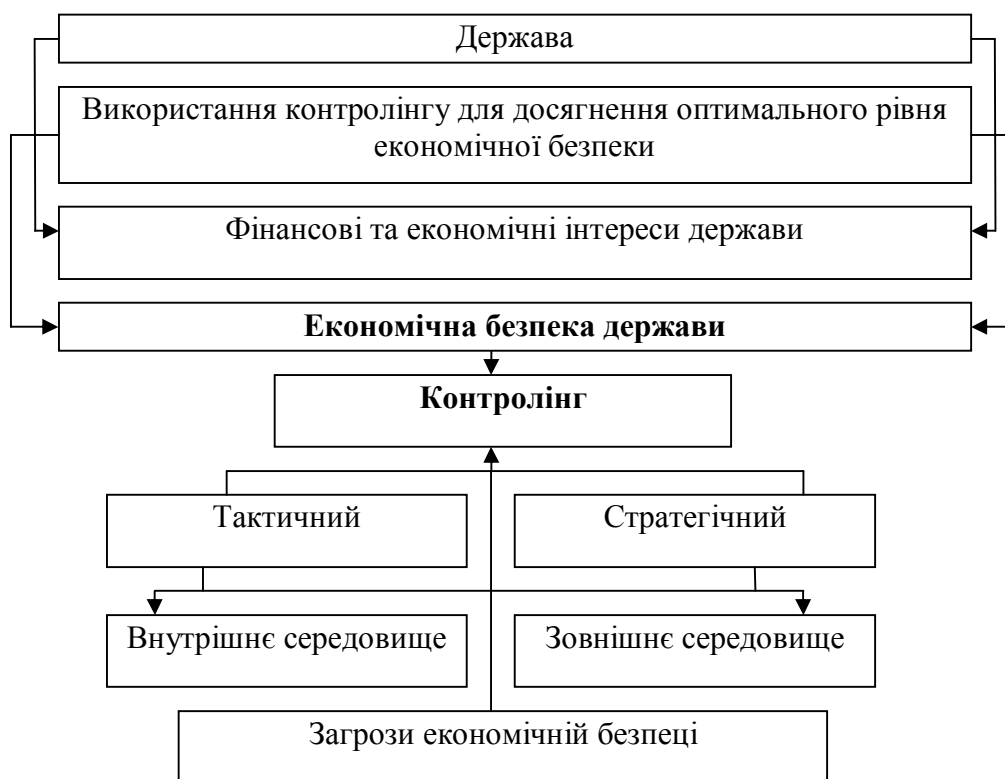 Держава
Використання контролінгу для досягнення оптимального рівня
економічної безпеки
Фінансові та економічні інтереси держави
Економічна безпека держави
Контролінг
Тактичний
Стратегічний
Внутрішнє середовище
Зовнішнє середовище
Загрози економічній безпеці